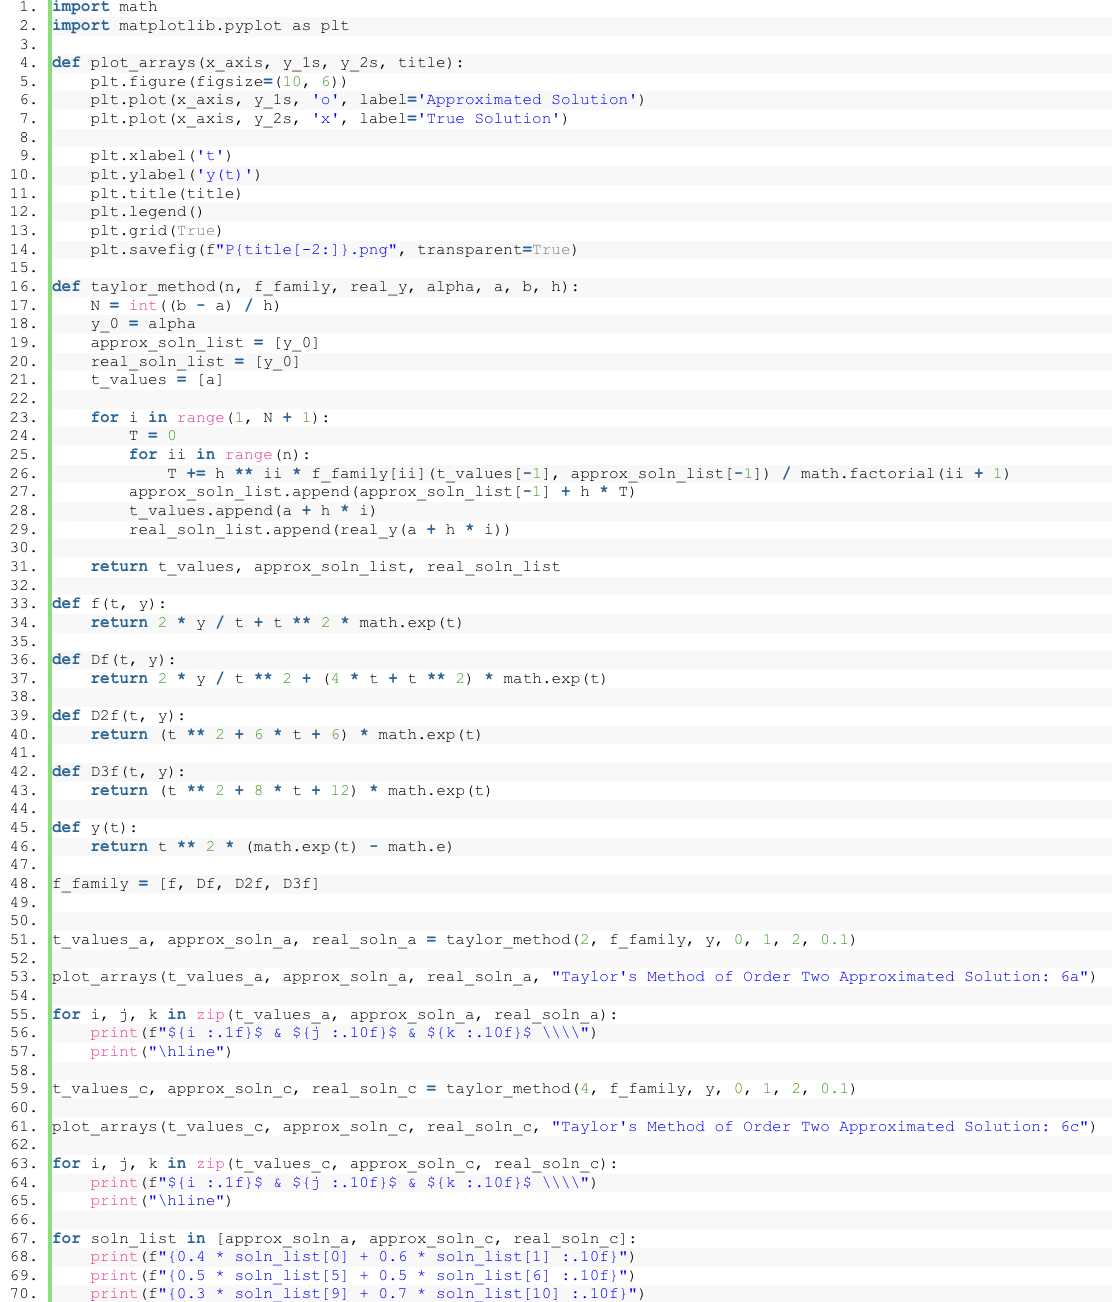 1. import math
2. import matplotlib.pyplot as plt
3.
4. def plot_arrays(x_axis, y_1s, y_2s, title):
5.     plt.figure(figsize=(10, 6))
6.     plt.plot(x_axis, y_1s, 'o', label='Approximated Solution')
7.     plt.plot(x_axis, y_2s, 'x', label='True Solution')
8.
9.     plt.xlabel('t')
10.     plt.ylabel('y(t)')
11.     plt.title(title)
12.     plt.legend()
13.     plt.grid(True)
14.     plt.savefig(f"P{title[-2:]}.png", transparent=True)
15.
16. def taylor_method(n, f_family, real_y, alpha, a, b, h):
17.     N = int((b - a) / h)
18.     y_0 = alpha
19.     approx_soln_list = [y_0]
20.     real_soln_list = [y_0]
21.     t_values = [a]
22.
23.     for i in range(1, N + 1):
24.         T = 0
25.         for ii in range(n):
26.             T += h ** ii * f_family[ii](t_values[-1], approx_soln_list[-1]) / math.factorial(ii + 1)
27.         approx_soln_list.append(approx_soln_list[-1] + h * T)
28.         t_values.append(a + h * i)
29.         real_soln_list.append(real_y(a + h * i))
30.
31.     return t_values, approx_soln_list, real_soln_list
32.
33. def f(t, y):
34.     return 2 * y / t + t ** 2 * math.exp(t)
35.
36. def Df(t, y):
37.     return 2 * y / t ** 2 + (4 * t + t ** 2) * math.exp(t)
38.
39. def D2f(t, y):
40.     return (t ** 2 + 6 * t + 6) * math.exp(t)
41.
42. def D3f(t, y):
43.     return (t ** 2 + 8 * t + 12) * math.exp(t)
44.
45. def y(t):
46.     return t ** 2 * (math.exp(t) - math.e)
47.
48. f_family = [f, Df, D2f, D3f]
49.
50.
51. t_values_a, approx_soln_a, real_soln_a = taylor_method(2, f_family, y, 0, 1, 2, 0.1)
52.
53. plot_arrays(t_values_a, approx_soln_a, real_soln_a, "Taylor's Method of Order Two Approximated Solution: 6a")
54.
55. for i, j, k in zip(t_values_a, approx_soln_a, real_soln_a):
56.     print(f"${i :.1f}$ & ${j :.10f}$ & ${k :.10f}$ \\\\")
57.     print("\hline")
58.
59. t_values_c, approx_soln_c, real_soln_c = taylor_method(4, f_family, y, 0, 1, 2, 0.1)
60.
61. plot_arrays(t_values_c, approx_soln_c, real_soln_c, "Taylor's Method of Order Two Approximated Solution: 6c")
62.
63. for i, j, k in zip(t_values_c, approx_soln_c, real_soln_c):
64.     print(f"${i :.1f}$ & ${j :.10f}$ & ${k :.10f}$ \\\\")
65.     print("\hline")
66.
67. for soln_list in [approx_soln_a, approx_soln_c, real_soln_c]:
68.     print(f"{0.4 * soln_list[0] + 0.6 * soln_list[1] :.10f}")
69.     print(f"{0.5 * soln_list[5] + 0.5 * soln_list[6] :.10f}")
70.     print(f"{0.3 * soln_list[9] + 0.7 * soln_list[10] :.10f}")